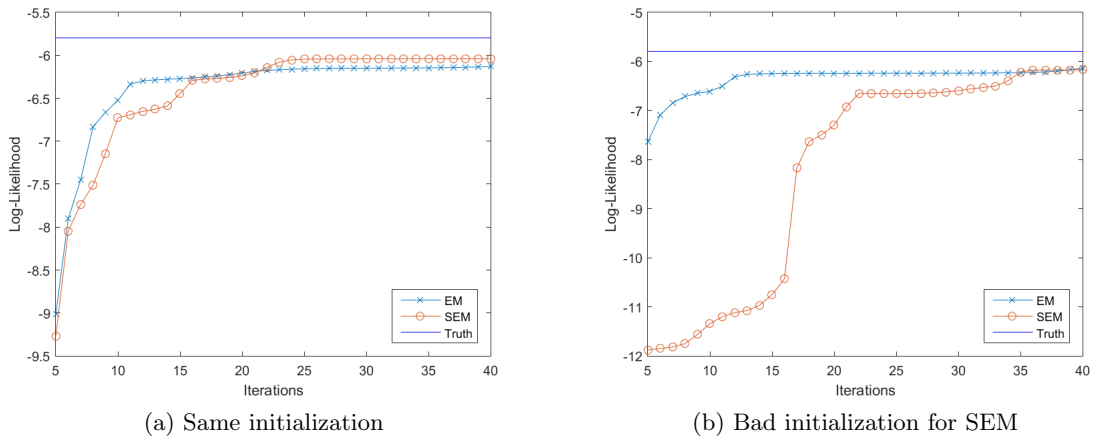 -5.5
-6
-6.5
-7
-7.5
-8
-8.5
-9
-9.5
Log-Likelihood
5 10 15 20 25 30 35 40
Iterations
EM
SEM
Truth
(a) Same initialization
-5
-6
-7
-8
-9
-10
-11
-12
Log-Likelihood
5 10 15 20 25 30 35 40
Iterations
EM
SEM
Truth
(b) Bad initialization for SEM